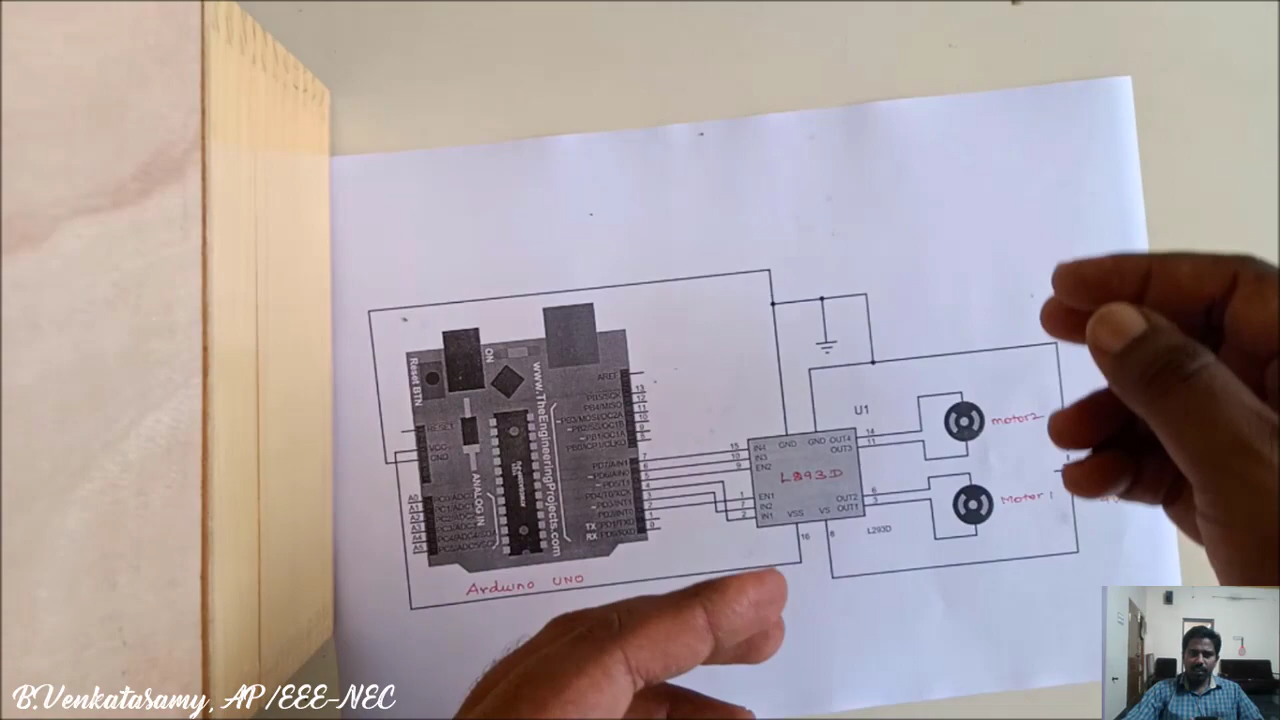 Reset BTN
ON
www.TheEngineeringProjects.com
AREF
13
12
11
10
9
8
RESET
VCC
GND
ANALOG IN
A0
A1
A2
A3
A4
A5
7
6
5
4
3
2
1
0
TX
RX
Arduino UNO
U1
15
10
9
1
7
2
IN4
IN3
EN2
EN1
IN2
IN1
GND
GND
OUT4
OUT3
OUT2
OUT1
VSS
VS
L293D
14
11
6
3
16
8
L293D
motor2
Motor 1
B.Venkatasamy, AP/EEE-NEC